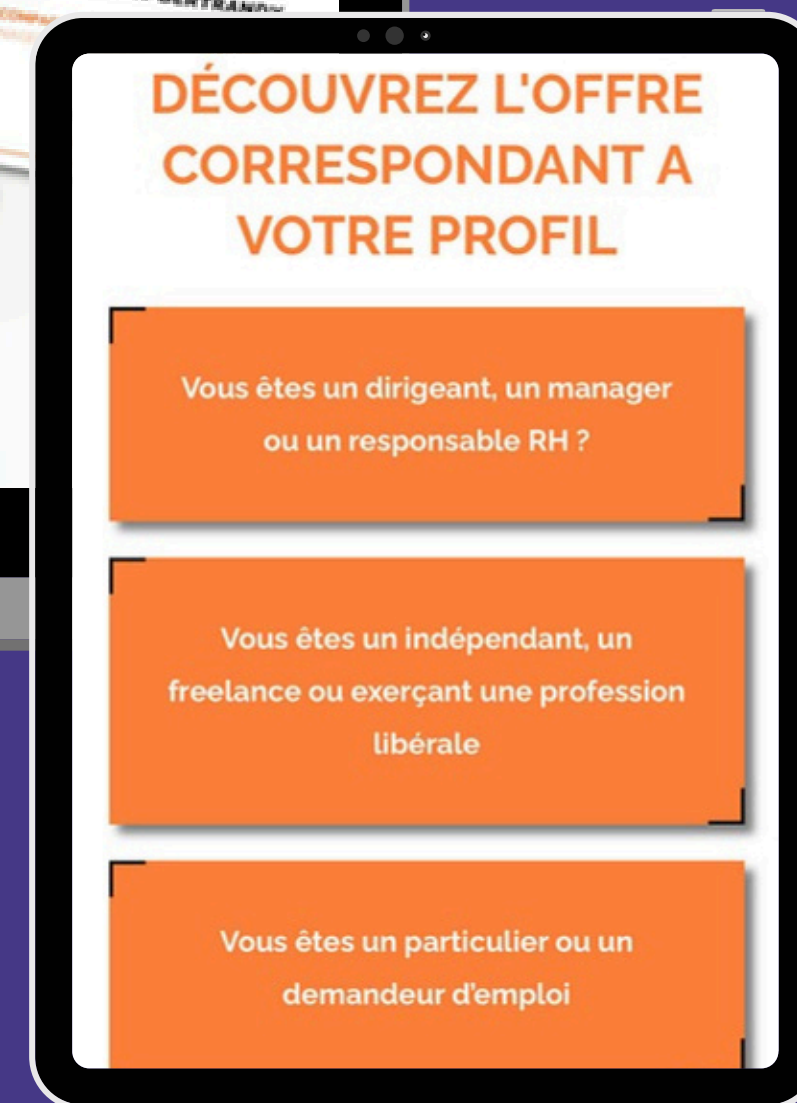 DÉCOUVREZ L'OFFRE
CORRESPONDANT A
VOTRE PROFIL
Vous êtes un dirigeant, un manager
ou un responsable RH ?
Vous êtes un indépendant, un
freelance ou exerçant une profession
libérale
Vous êtes un particulier ou un
demandeur d'emploi